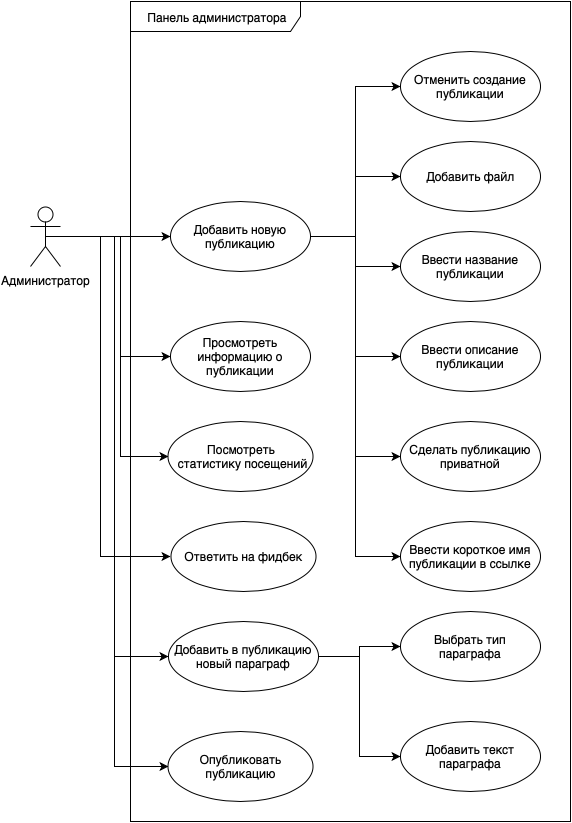 Панель администратора
Отменить создание
публикации
Добавить файл
Администратор
Добавить новую
публикацию
Ввести название
публикации
Просмотреть
информацию о
публикации
Ввести описание
публикации
Посмотреть
статистику посещений
Сделать публикацию
приватной
Ответить на фидбек
Ввести короткое имя
публикации в ссылке
Добавить в публикацию
новый параграф
Выбрать тип
параграфа
Опубликовать
публикацию
Добавить текст
параграфа